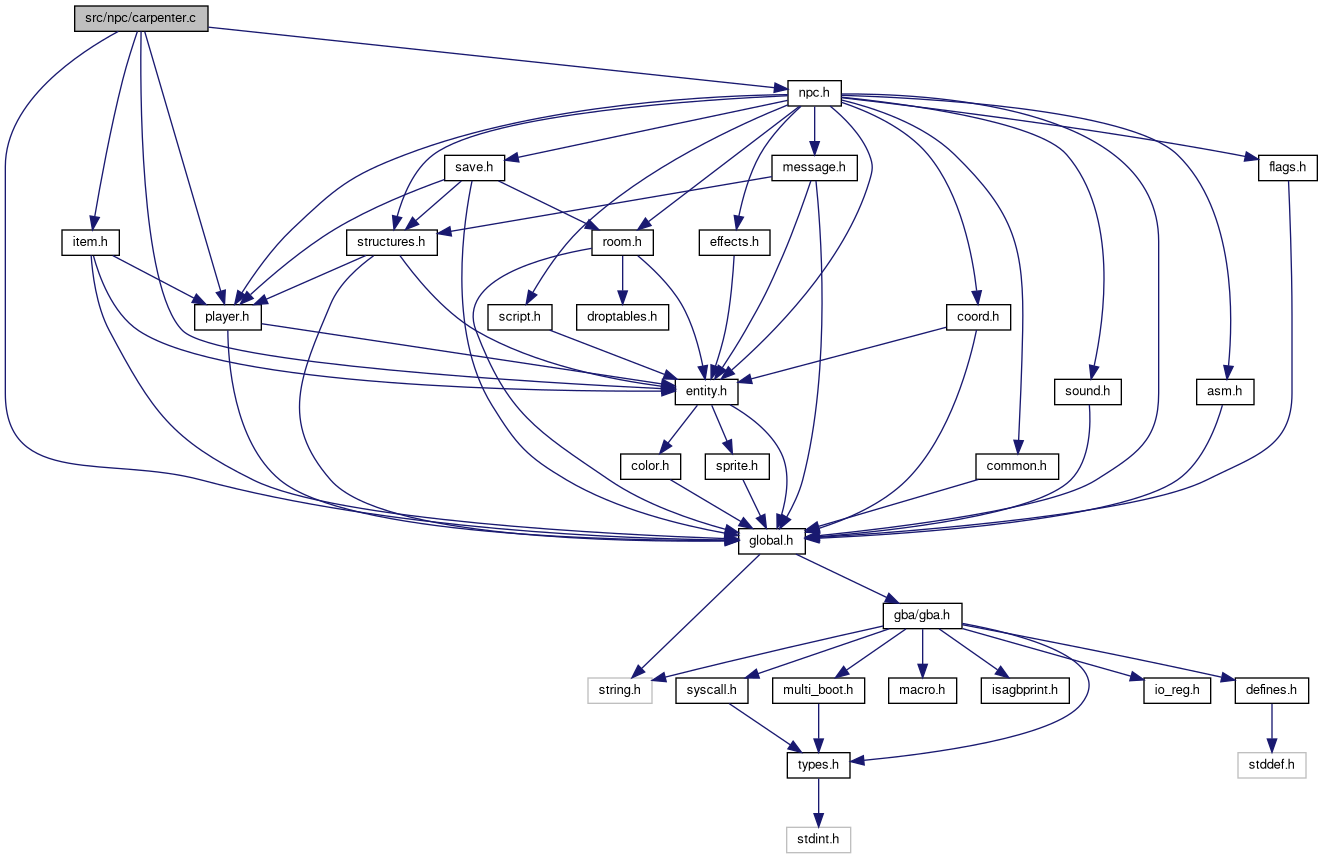 src/npc/carpenter.c
npc.h
save.h
message.h
flags.h
item.h
structures.h
room.h
effects.h
player.h
script.h
droptables.h
coord.h
entity.h
sound.h
asm.h
color.h
sprite.h
common.h
global.h
gba/gba.h
string.h
syscall.h
multi_boot.h
macro.h
isagbprint.h
io_reg.h
defines.h
types.h
stddef.h
stdint.h